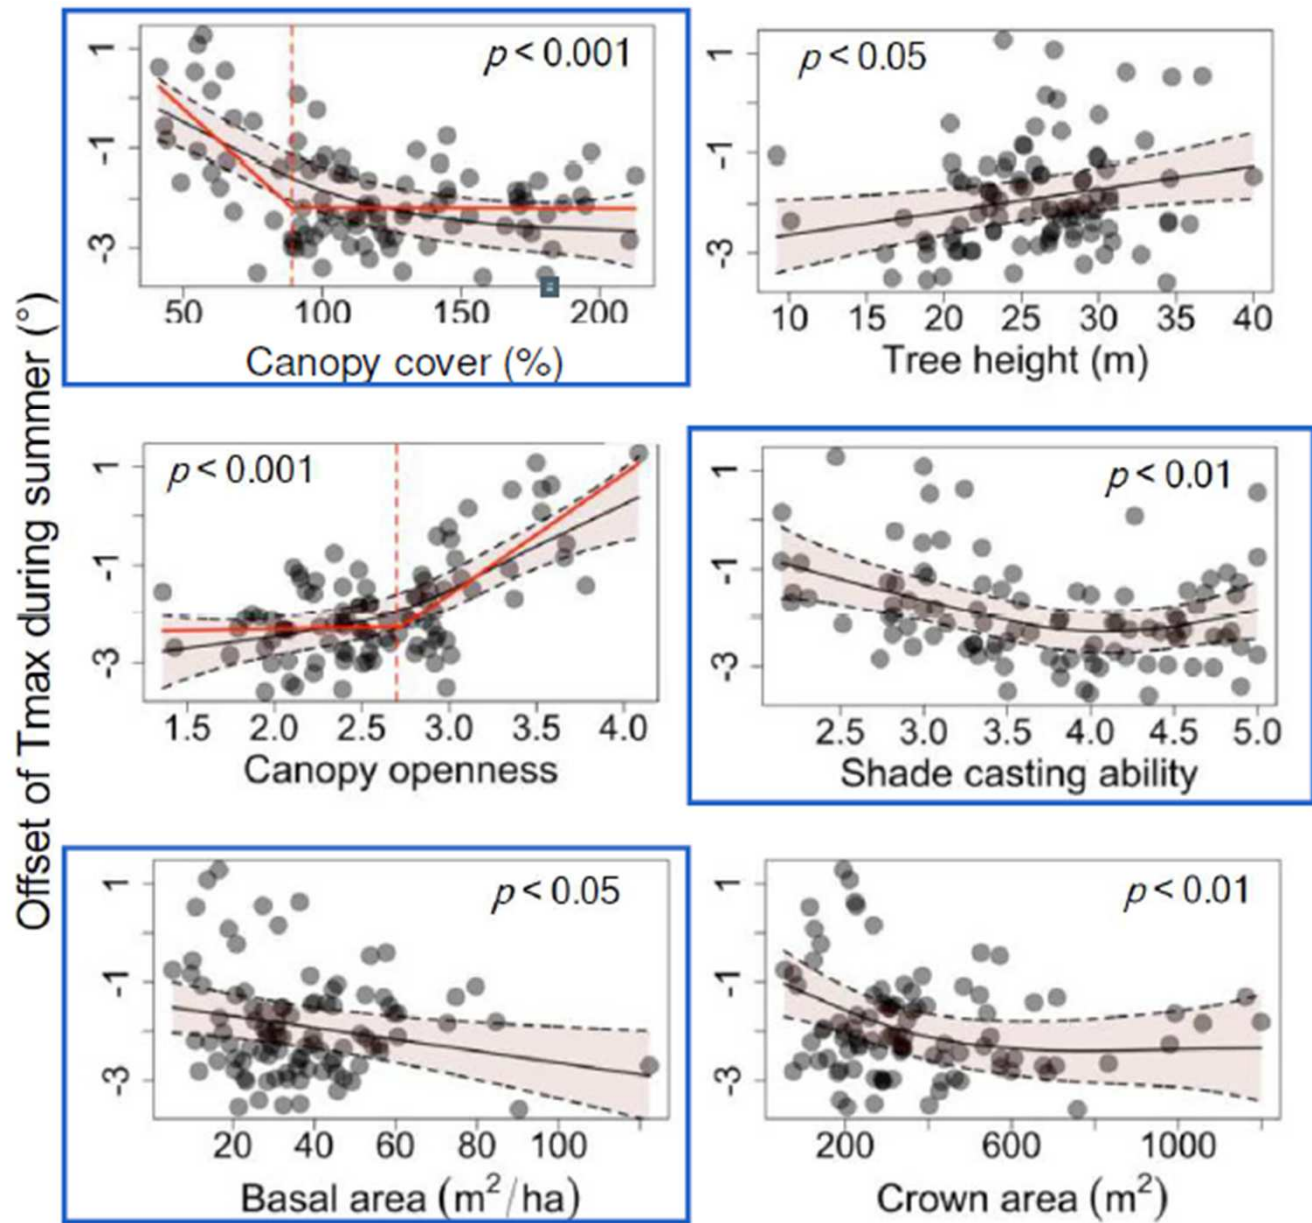 Offset of Tmax during summer (°)
p < 0.001
1
-1
-3
50 100 150 200
Canopy cover (%)
p < 0.05
1
-1
-3
10 15 20 25 30 35 40
Tree height (m)
p < 0.001
1
-1
-3
1.5 2.0 2.5 3.0 3.5 4.0
Canopy openness
p < 0.01
1
-1
-3
2.5 3.0 3.5 4.0 4.5 5.0
Shade casting ability
p < 0.05
1
-1
-3
20 40 60 80 100
Basal area (m²/ha)
p < 0.01
1
-1
-3
200 600 1000
Crown area (m²)